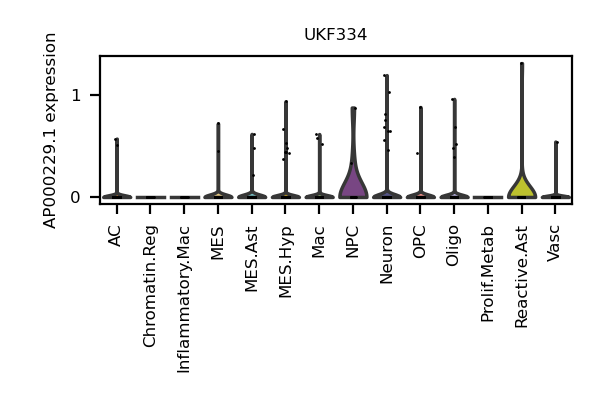 UKF334
AP000229.1 expression
1
0
AC
Chromatin.Reg
Inflammatory.Mac
MES
MES.Ast
MES.Hyp
Mac
NPC
Neuron
OPC
Oligo
Prolif.Metab
Reactive.Ast
Vasc